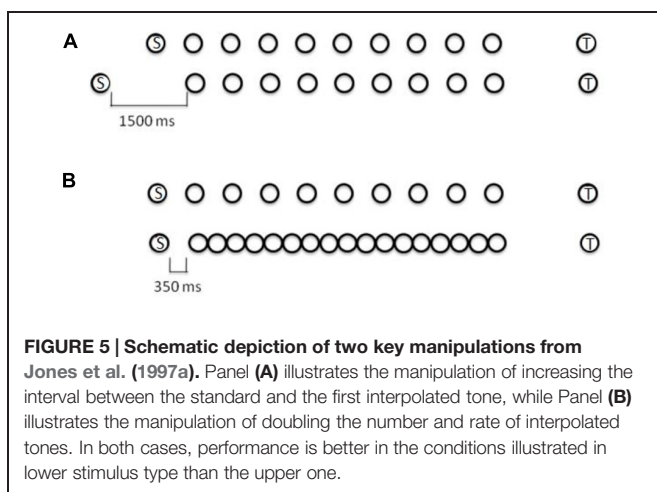 A S T
S T
1500 ms
B S T
S T
350 ms
FIGURE 5 | Schematic depiction of two key manipulations from
Jones et al. (1997a). Panel (A) illustrates the manipulation of increasing the
interval between the standard and the first interpolated tone, while Panel (B)
illustrates the manipulation of doubling the number and rate of interpolated
tones. In both cases, performance is better in the conditions illustrated in
lower stimulus type than the upper one.